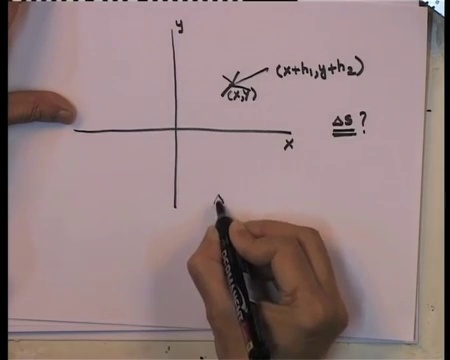 y
(x+h₁, y+h₂)
(x,y)
Δs ?
x